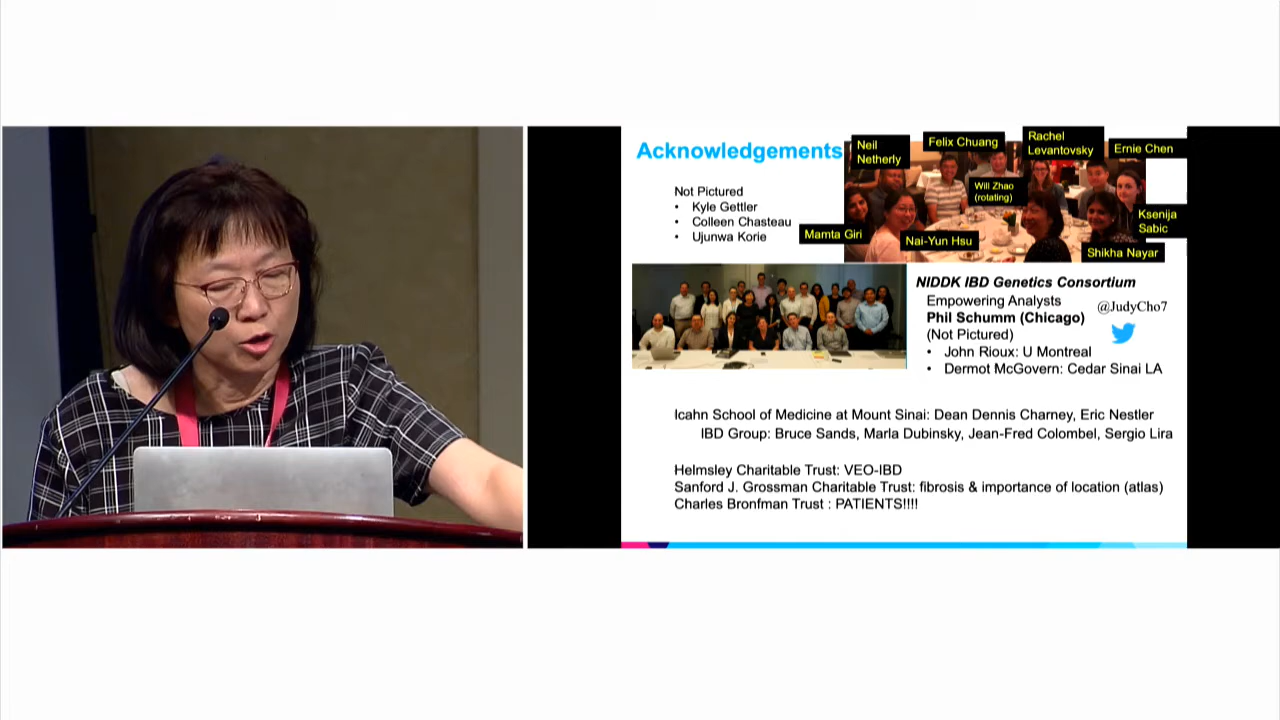 Acknowledgements
Neil
Netherly
Felix Chuang
Rachel
Levantovsky
Ernie Chen
Will Zhao
(rotating)
Ksenija
Sabic
Mamta Giri
Nai-Yun Hsu
Shikha Nayar
Not Pictured
• Kyle Gettler
• Colleen Chasteau
• Ujunwa Korie
NIDDK IBD Genetics Consortium
Empowering Analysts
@JudyCho7
Phil Schumm (Chicago)
(Not Pictured)
• John Rioux: U Montreal
• Dermot McGovern: Cedar Sinai LA
Icahn School of Medicine at Mount Sinai: Dean Dennis Charney, Eric Nestler
IBD Group: Bruce Sands, Marla Dubinsky, Jean-Fred Colombel, Sergio Lira
Helmsley Charitable Trust: VEO-IBD
Sanford J. Grossman Charitable Trust: fibrosis & importance of location (atlas)
Charles Bronfman Trust : PATIENTS!!!!